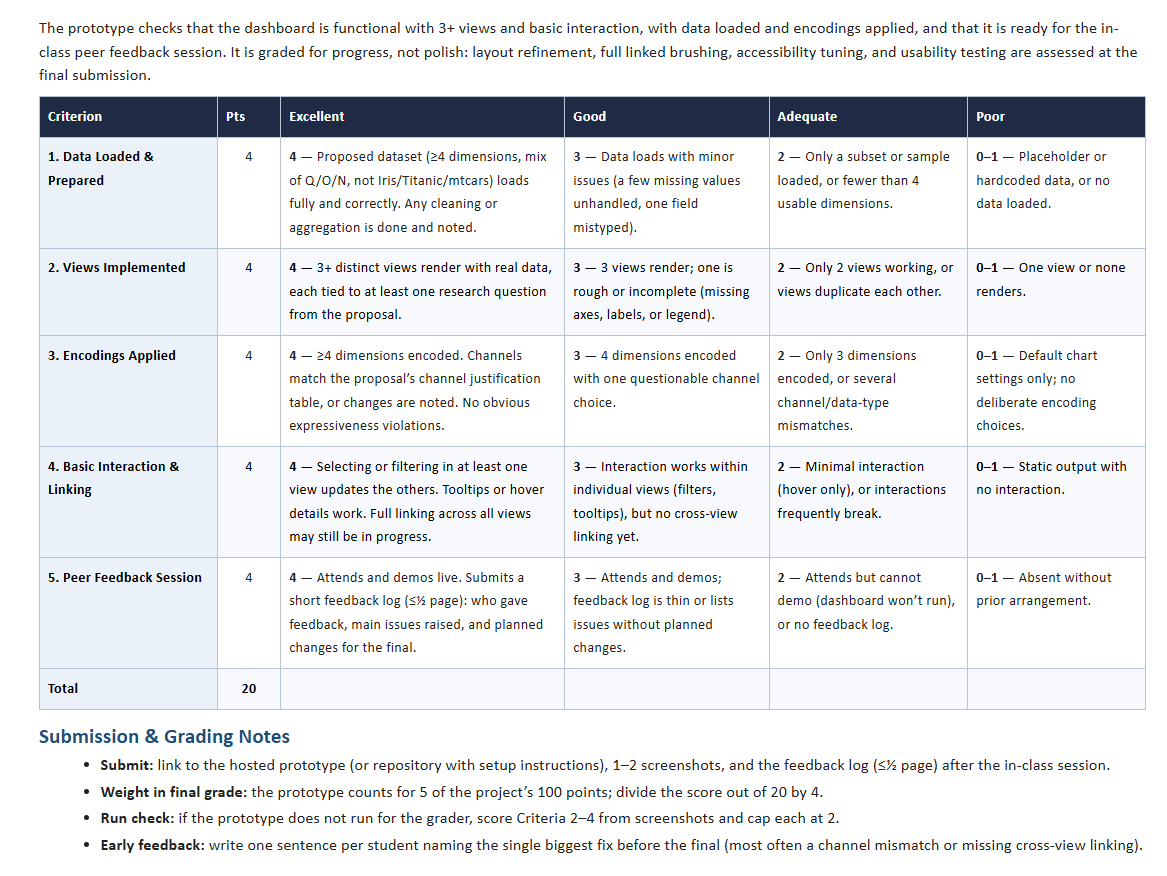 The prototype checks that the dashboard is functional with 3+ views and basic interaction, with data loaded and encodings applied, and that it is ready for the in-
class peer feedback session. It is graded for progress, not polish: layout refinement, full linked brushing, accessibility tuning, and usability testing are assessed at the
final submission.
Criterion
Pts
Excellent
Good
Adequate
Poor
1. Data Loaded &
Prepared
4
4 — Proposed dataset (≥4 dimensions, mix
of Q/O/N, not Iris/Titanic/mtcars) loads
fully and correctly. Any cleaning or
aggregation is done and noted.
3 — Data loads with minor
issues (a few missing values
unhandled, one field
mistyped).
2 — Only a subset or sample
loaded, or fewer than 4
usable dimensions.
0–1 — Placeholder or
hardcoded data, or no
data loaded.
2. Views Implemented
4
4 — 3+ distinct views render with real data,
each tied to at least one research question
from the proposal.
3 — 3 views render; one is
rough or incomplete (missing
axes, labels, or legend).
2 — Only 2 views working, or
views duplicate each other.
0–1 — One view or none
renders.
3. Encodings Applied
4
4 — ≥4 dimensions encoded. Channels
match the proposal’s channel justification
table, or changes are noted. No obvious
expressiveness violations.
3 — 4 dimensions encoded
with one questionable channel
choice.
2 — Only 3 dimensions
encoded, or several
channel/data-type
mismatches.
0–1 — Default chart
settings only; no
deliberate encoding
choices.
4. Basic Interaction &
Linking
4
4 — Selecting or filtering in at least one
view updates the others. Tooltips or hover
details work. Full linking across all views
may still be in progress.
3 — Interaction works within
individual views (filters,
tooltips), but no cross-view
linking yet.
2 — Minimal interaction
(hover only), or interactions
frequently break.
0–1 — Static output with
no interaction.
5. Peer Feedback Session
4
4 — Attends and demos live. Submits a
short feedback log (≤½ page): who gave
feedback, main issues raised, and planned
changes for the final.
3 — Attends and demos;
feedback log is thin or lists
issues without planned
changes.
2 — Attends but cannot
demo (dashboard won’t run),
or no feedback log.
0–1 — Absent without
prior arrangement.
Total
20
Submission & Grading Notes
• Submit: link to the hosted prototype (or repository with setup instructions), 1–2 screenshots, and the feedback log (≤½ page) after the in-class session.
• Weight in final grade: the prototype counts for 5 of the project’s 100 points; divide the score out of 20 by 4.
• Run check: if the prototype does not run for the grader, score Criteria 2–4 from screenshots and cap each at 2.
• Early feedback: write one sentence per student naming the single biggest fix before the final (most often a channel mismatch or missing cross-view linking).